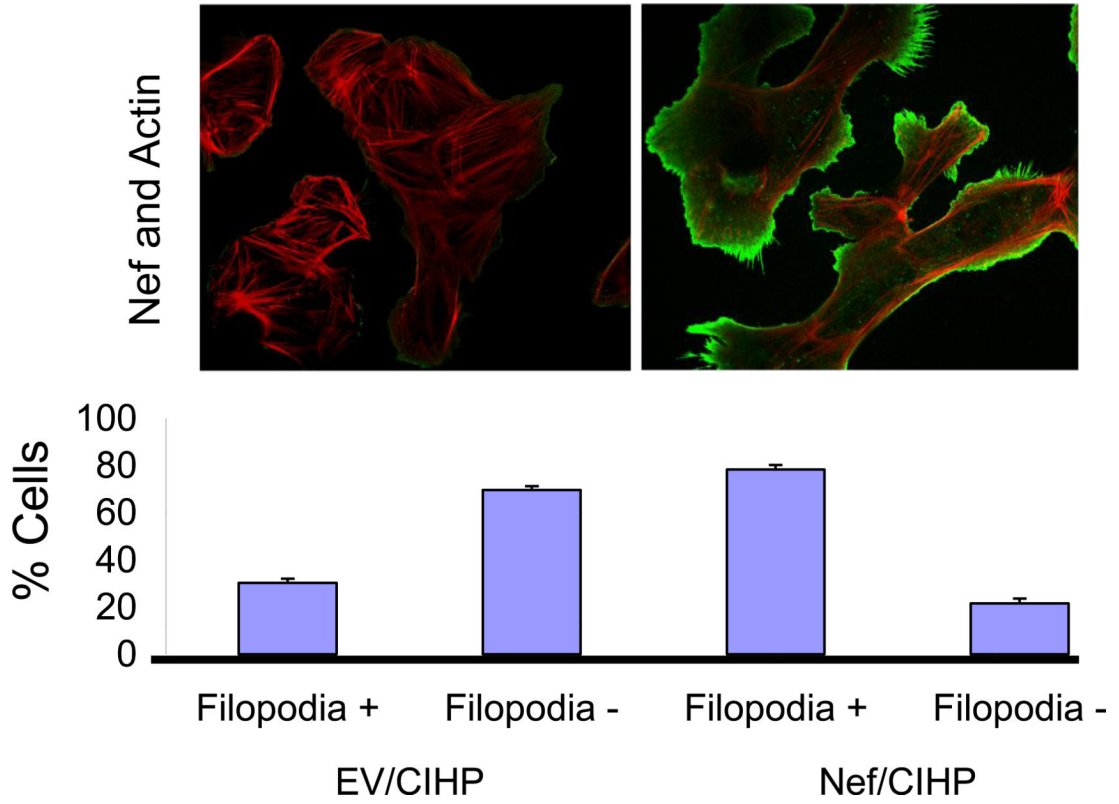 Nef and Actin
% Cells
100
80
60
40
20
0
Filopodia + Filopodia - Filopodia + Filopodia -
EV/CIHP Nef/CIHP